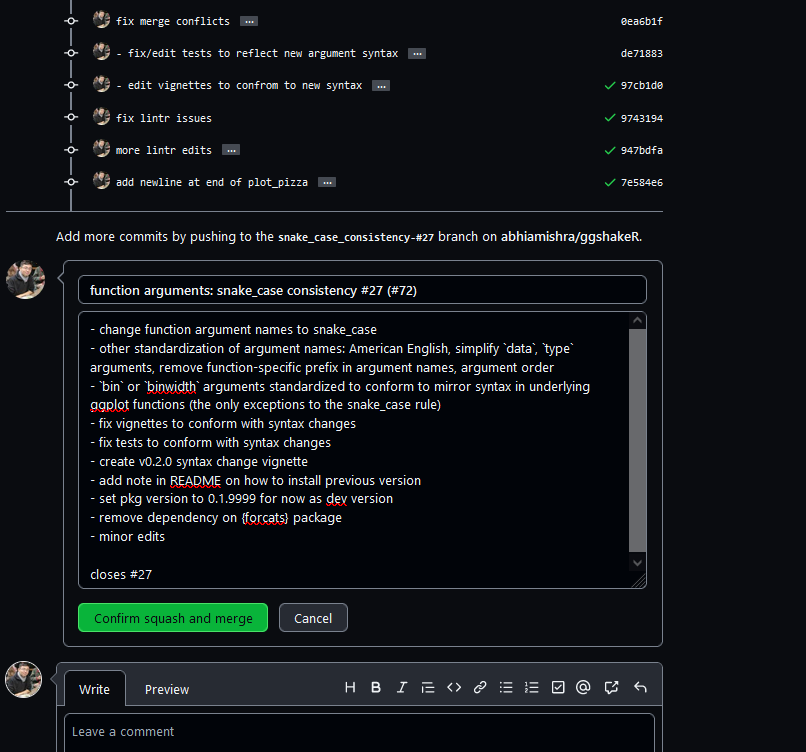 fix merge conflicts ...
0ea6b1f
- fix/edit tests to reflect new argument syntax ...
de71883
- edit vignettes to confrom to new syntax ...
97cb1d0
fix lintr issues
9743194
more lintr edits ...
947bdfa
add newline at end of plot_pizza ...
7e584e6
Add more commits by pushing to the snake_case_consistency-#27 branch on abhiamishra/ggshakeR.
function arguments: snake_case consistency #27 (#72)
- change function argument names to snake_case
- other standardization of argument names: American English, simplify `data`, `type`
arguments, remove function-specific prefix in argument names, argument order
- `bin` or `binwidth` arguments standardized to conform to mirror syntax in underlying
ggplot functions (the only exceptions to the snake_case rule)
- fix vignettes to conform with syntax changes
- fix tests to conform with syntax changes
- create v0.2.0 syntax change vignette
- add note in README on how to install previous version
- set pkg version to 0.1.9999 for now as dev version
- remove dependency on {forcats} package
- minor edits
closes #27
Confirm squash and merge
Cancel
Write
Preview
Leave a comment